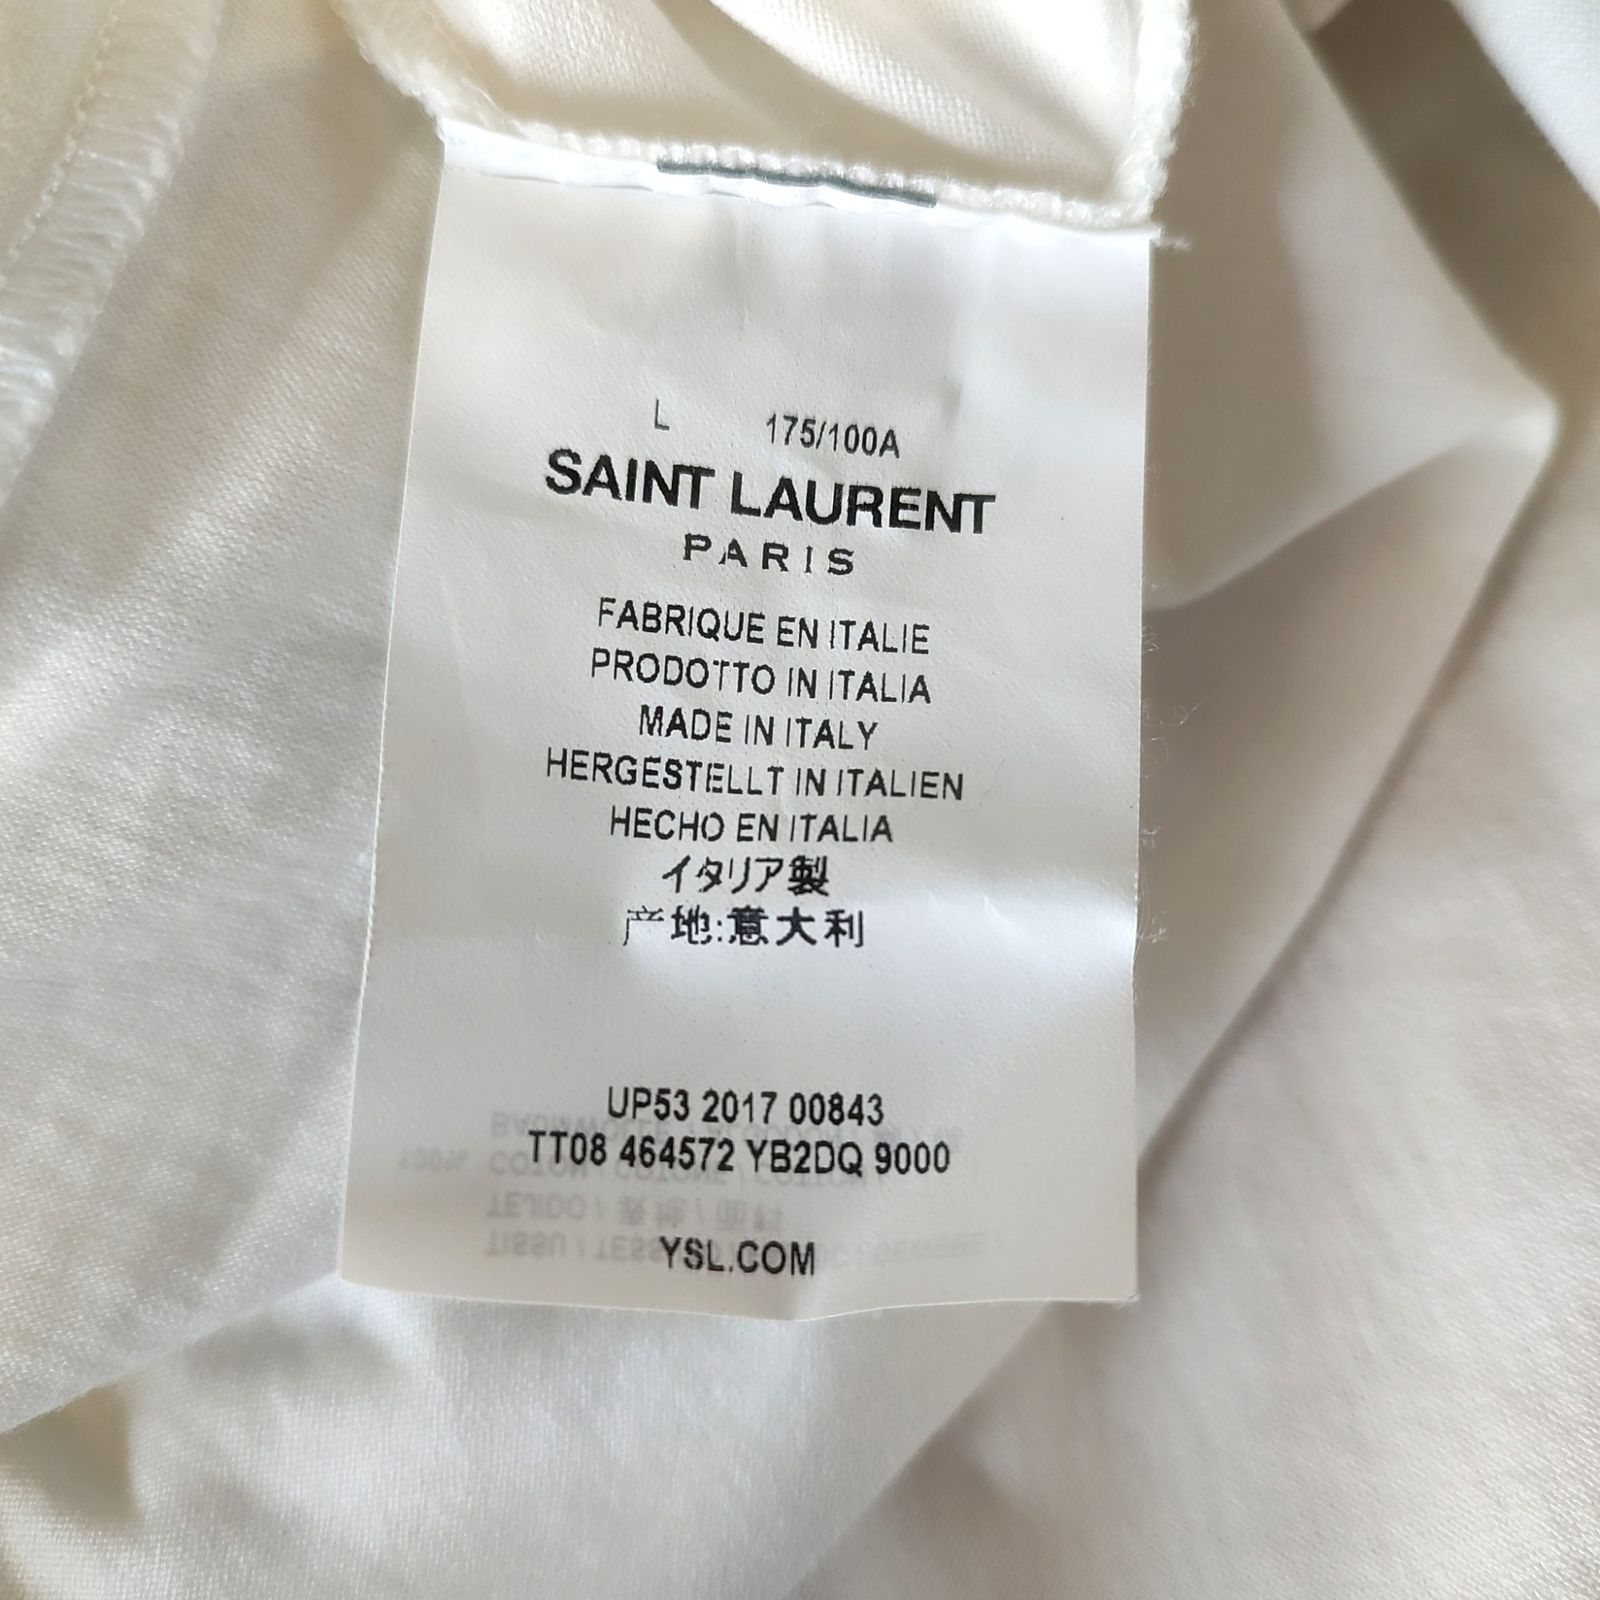 L 175/100A
SAINT LAURENT
PARIS
FABRIQUE EN ITALIE
PRODOTTO IN ITALIA
MADE IN ITALY
HERGESTELLT IN ITALIEN
HECHO EN ITALIA
イタリア製
产地:意大利
UP53 2017 00843
TT08 464572 YB2DQ 9000
YSL.COM